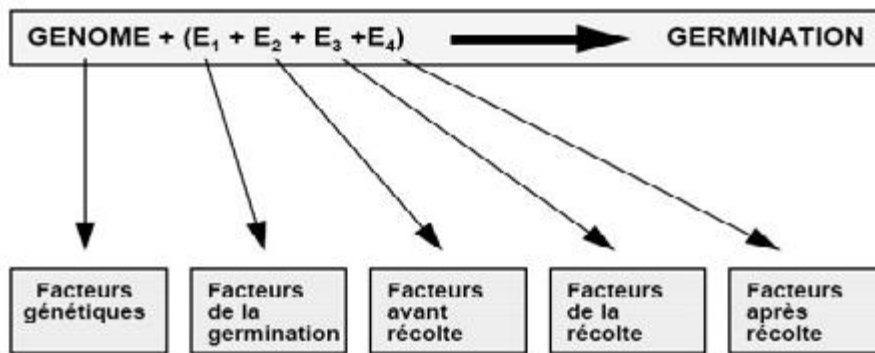 GENOME + (E₁ + E₂ + E₃ +E₄) GERMINATION
Facteurs
génétiques
Facteurs
de la
germination
Facteurs
avant
récolte
Facteurs
de la
récolte
Facteurs
après
récolte